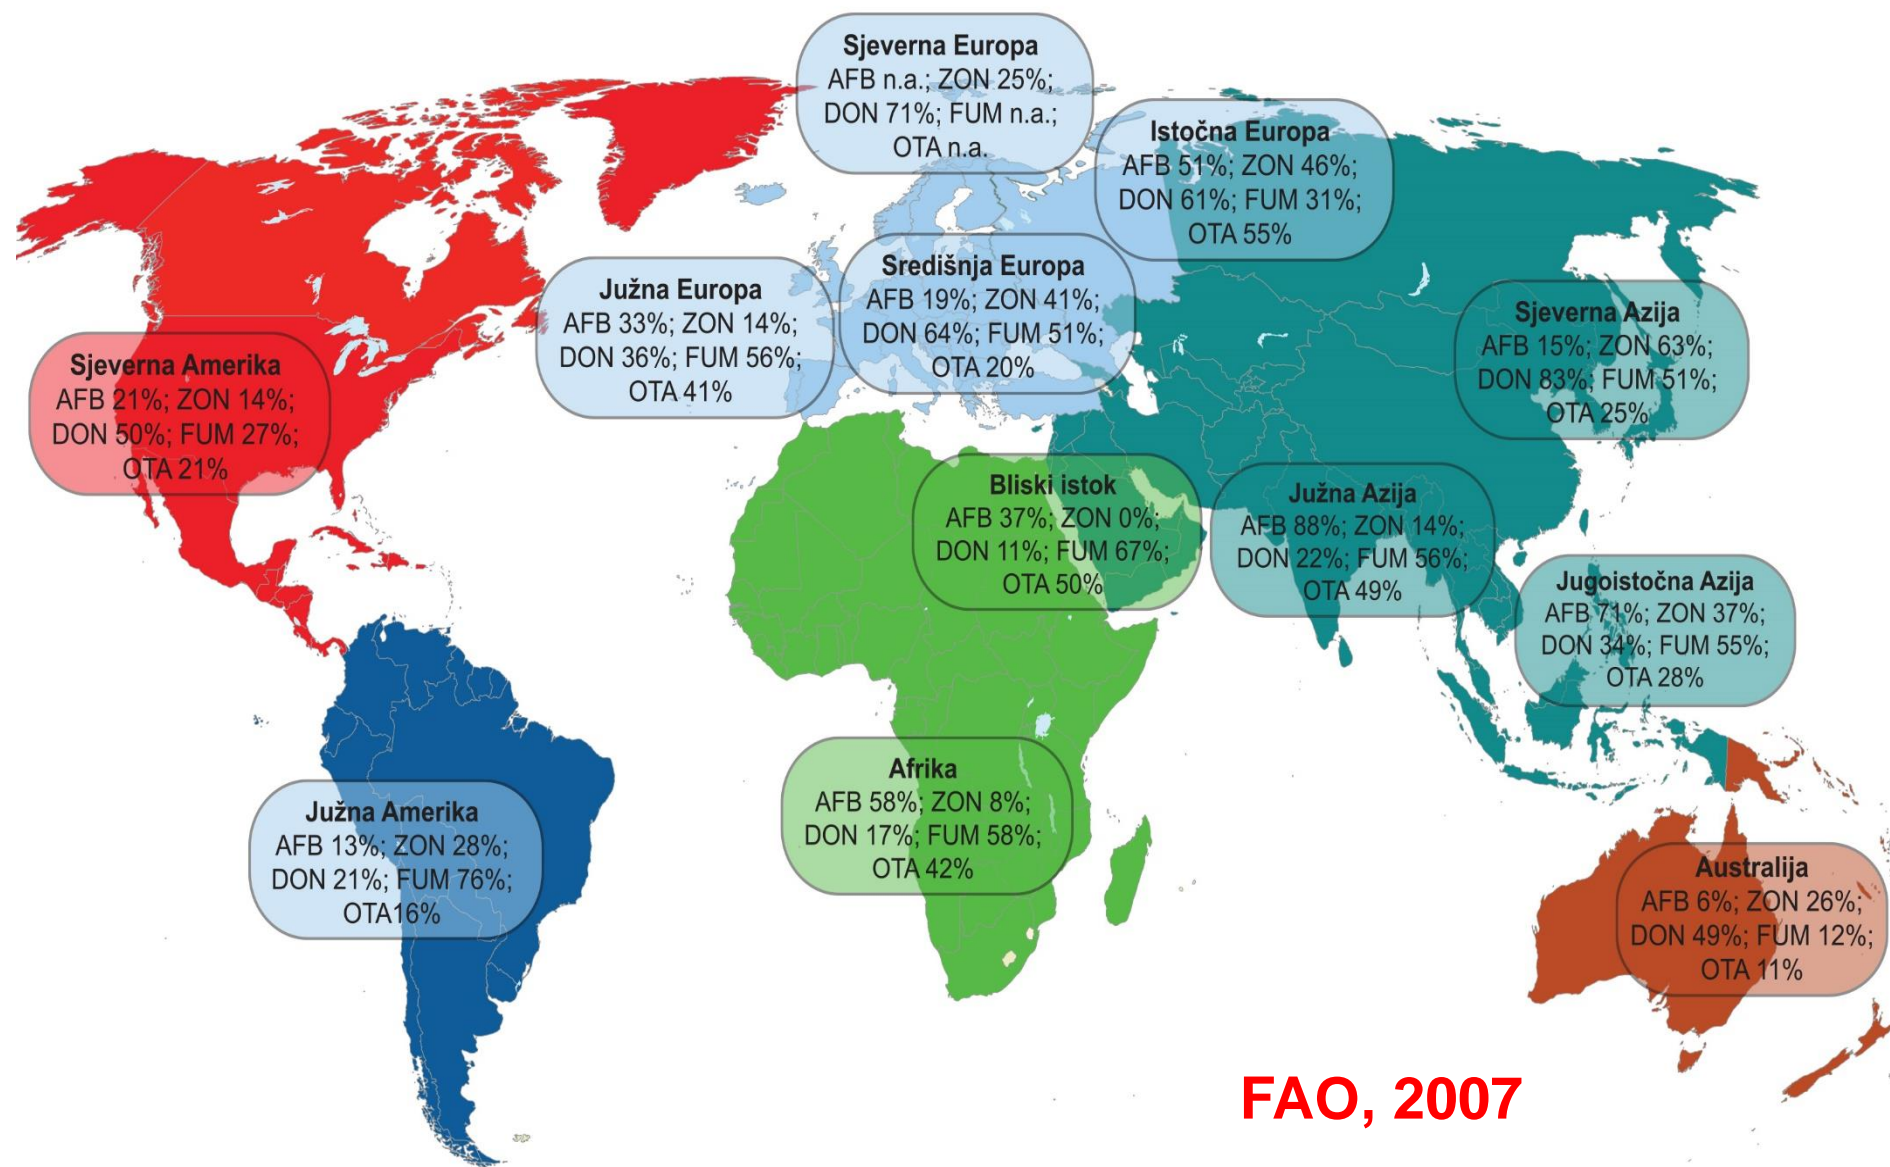 Sjeverna Europa
AFB n.a.; ZON 25%;
DON 71%; FUM n.a.;
OTA n.a.
Istočna Europa
AFB 51%; ZON 46%;
DON 61%; FUM 31%;
OTA 55%
Središnja Europa
AFB 19%; ZON 41%;
DON 64%; FUM 51%;
OTA 20%
Južna Europa
AFB 33%; ZON 14%;
DON 36%; FUM 56%;
OTA 41%
Sjeverna Azija
AFB 15%; ZON 63%;
DON 83%; FUM 51%;
OTA 25%
Sjeverna Amerika
AFB 21%; ZON 14%;
DON 50%; FUM 27%;
OTA 21%
Bliski istok
AFB 37%; ZON 0%;
DON 11%; FUM 67%;
OTA 50%
Južna Azija
AFB 88%; ZON 14%;
DON 22%; FUM 56%;
OTA 49%
Jugoistočna Azija
AFB 71%; ZON 37%;
DON 34%; FUM 55%;
OTA 28%
Afrika
AFB 58%; ZON 8%;
DON 17%; FUM 58%;
OTA 42%
Južna Amerika
AFB 13%; ZON 28%;
DON 21%; FUM 76%;
OTA16%
Australija
AFB 6%; ZON 26%;
DON 49%; FUM 12%;
OTA 11%
FAO, 2007